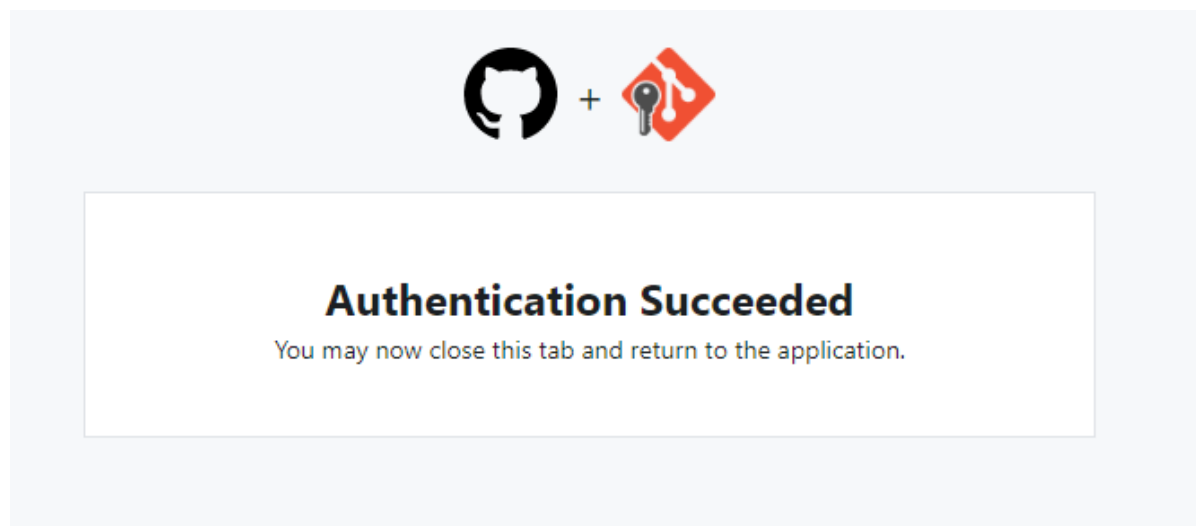 +
Authentication Succeeded
You may now close this tab and return to the application.